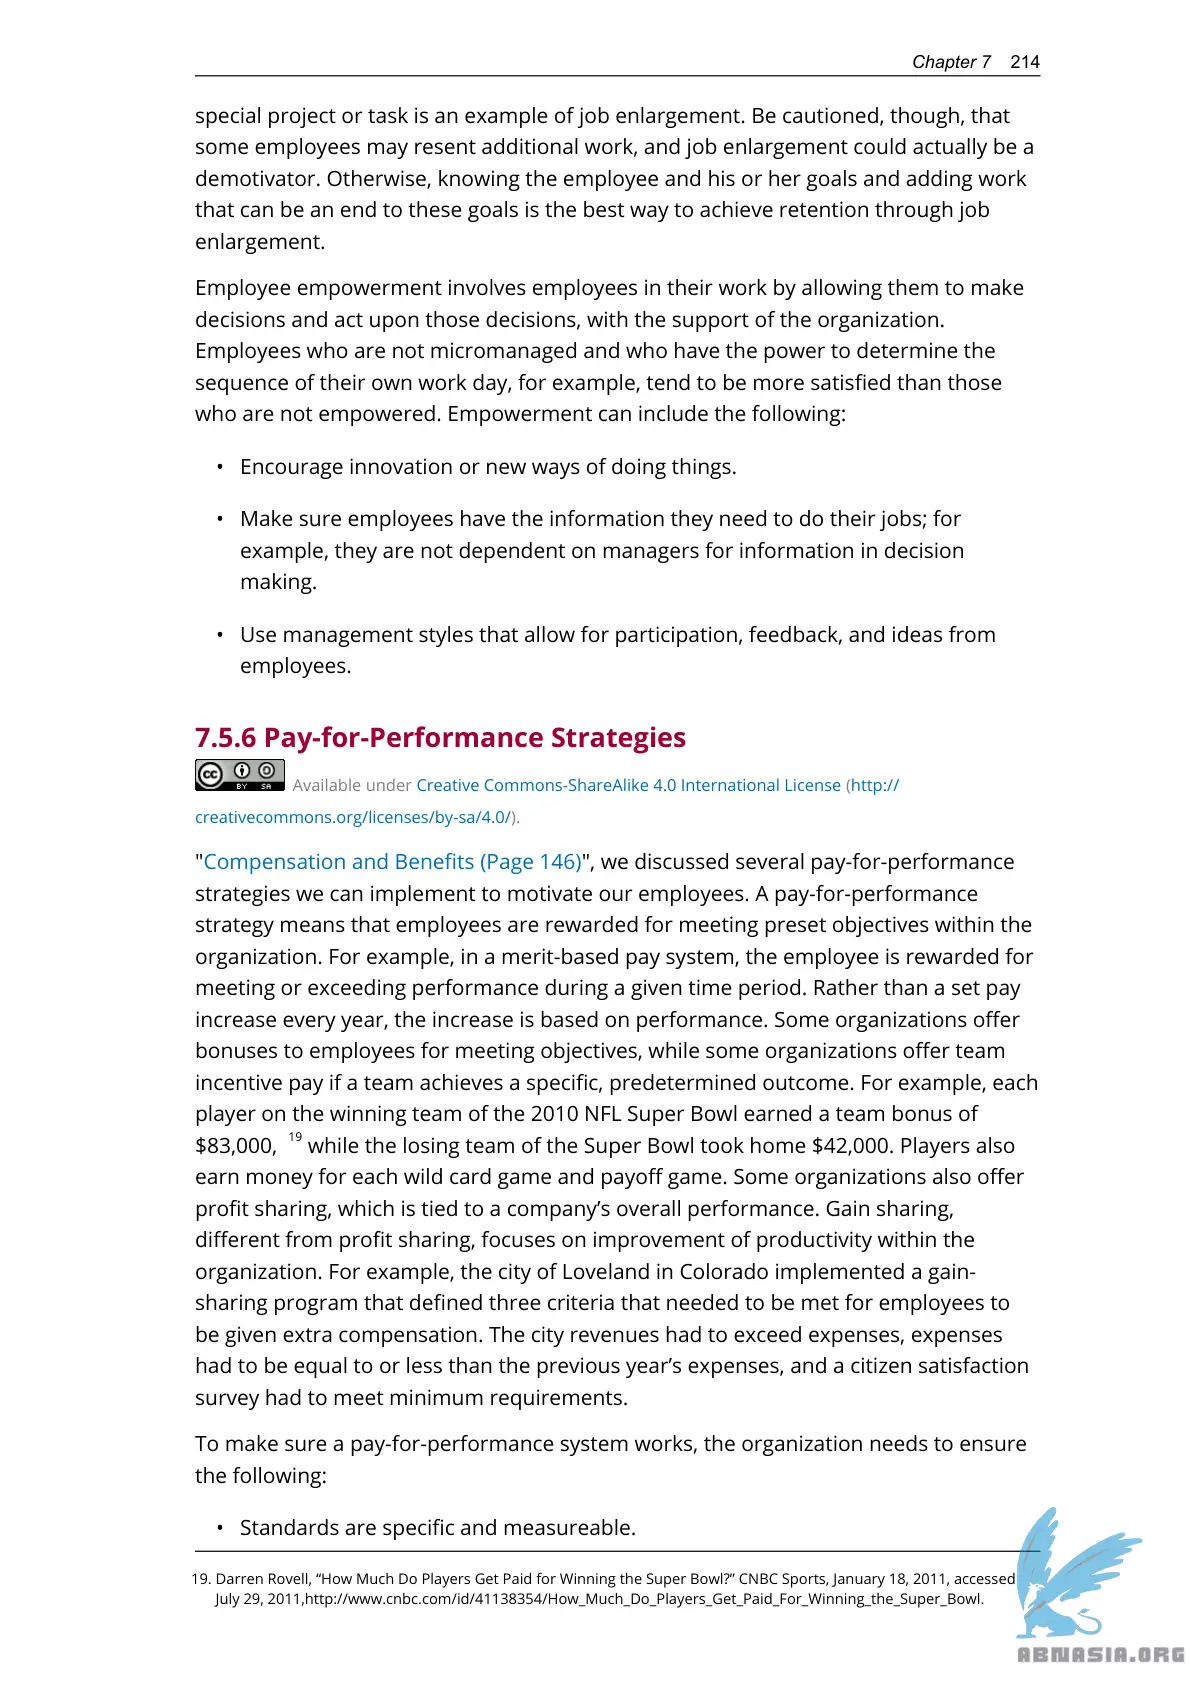 Chapter 7 214
special project or task is an example of job enlargement. Be cautioned, though, that
some employees may resent additional work, and job enlargement could actually be a
demotivator. Otherwise, knowing the employee and his or her goals and adding work
that can be an end to these goals is the best way to achieve retention through job
enlargement.
Employee empowerment involves employees in their work by allowing them to make
decisions and act upon those decisions, with the support of the organization.
Employees who are not micromanaged and who have the power to determine the
sequence of their own work day, for example, tend to be more satisfied than those
who are not empowered. Empowerment can include the following:
• Encourage innovation or new ways of doing things.
• Make sure employees have the information they need to do their jobs; for
example, they are not dependent on managers for information in decision
making.
• Use management styles that allow for participation, feedback, and ideas from
employees.
7.5.6 Pay-for-Performance Strategies
cc BY SA Available under Creative Commons-ShareAlike 4.0 International License (http://
creativecommons.org/licenses/by-sa/4.0/).
"Compensation and Benefits (Page 146)", we discussed several pay-for-performance
strategies we can implement to motivate our employees. A pay-for-performance
strategy means that employees are rewarded for meeting preset objectives within the
organization. For example, in a merit-based pay system, the employee is rewarded for
meeting or exceeding performance during a given time period. Rather than a set pay
increase every year, the increase is based on performance. Some organizations offer
bonuses to employees for meeting objectives, while some organizations offer team
incentive pay if a team achieves a specific, predetermined outcome. For example, each
player on the winning team of the 2010 NFL Super Bowl earned a team bonus of
$83,000, 19 while the losing team of the Super Bowl took home $42,000. Players also
earn money for each wild card game and payoff game. Some organizations also offer
profit sharing, which is tied to a company’s overall performance. Gain sharing,
different from profit sharing, focuses on improvement of productivity within the
organization. For example, the city of Loveland in Colorado implemented a gain-
sharing program that defined three criteria that needed to be met for employees to
be given extra compensation. The city revenues had to exceed expenses, expenses
had to be equal to or less than the previous year’s expenses, and a citizen satisfaction
survey had to meet minimum requirements.
To make sure a pay-for-performance system works, the organization needs to ensure
the following:
• Standards are specific and measureable.
19. Darren Rovell, “How Much Do Players Get Paid for Winning the Super Bowl?” CNBC Sports, January 18, 2011, accessed
July 29, 2011,http://www.cnbc.com/id/41138354/How_Much_Do_Players_Get_Paid_For_Winning_the_Super_Bowl.
ABNASIA.ORG